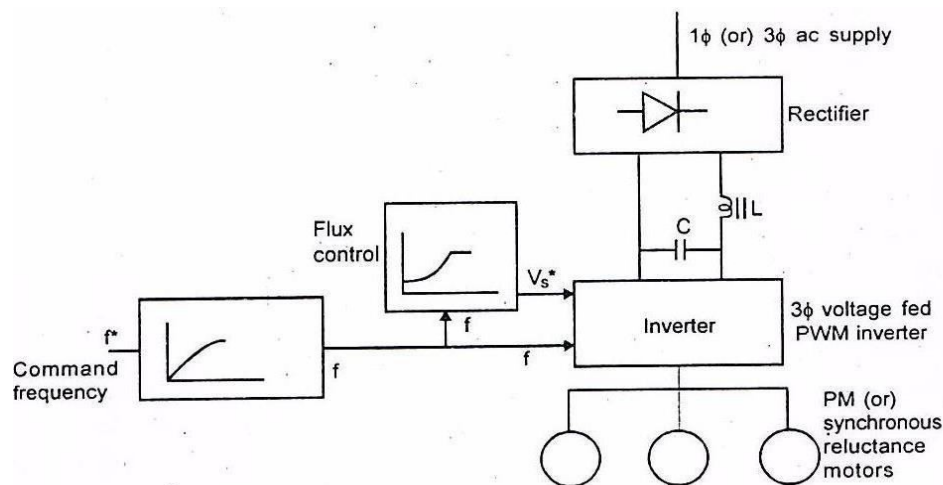 1ϕ (or) 3ϕ ac supply
Rectifier
L
C
Flux
control
Vs*
f*
Command
frequency
f
f
f
Inverter
3ϕ voltage fed
PWM inverter
PM (or)
synchronous
reluctance
motors